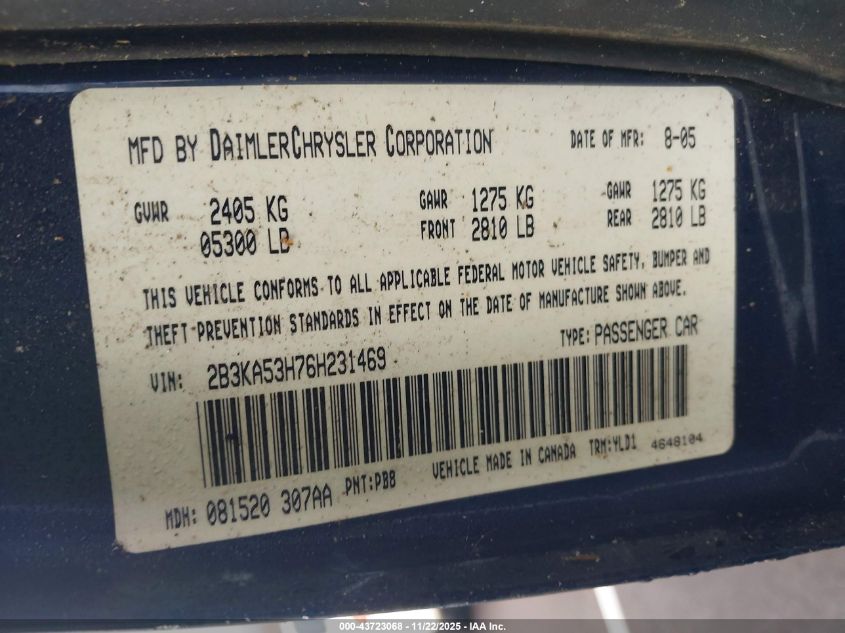 MFD BY DAIMLERCHRYSLER CORPORATION DATE OF MFR: 8-05
GVWR 2405 KG GAWR 1275 KG GAWR 1275 KG
05300 LB FRONT 2810 LB REAR 2810 LB
THIS VEHICLE CONFORMS TO ALL APPLICABLE FEDERAL MOTOR VEHICLE SAFETY, BUMPER AND
THEFT PREVENTION STANDARDS IN EFFECT ON THE DATE OF MANUFACTURE SHOWN ABOVE.
VIN: 2B3KA53H76H231469 TYPE: PASSENGER CAR
MDH: 081520 307AA PNT:PB8 VEHICLE MADE IN CANADA TRM:YLD1 4648104
000-43723068 - 11/22/2025 - IAA Inc.